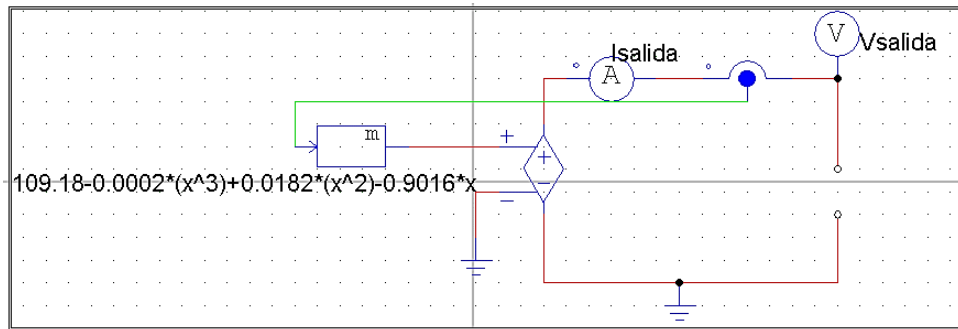 V
Vsalida
Isalida
A
m
109.18-0.0002*(x^3)+0.0182*(x^2)-0.9016*x